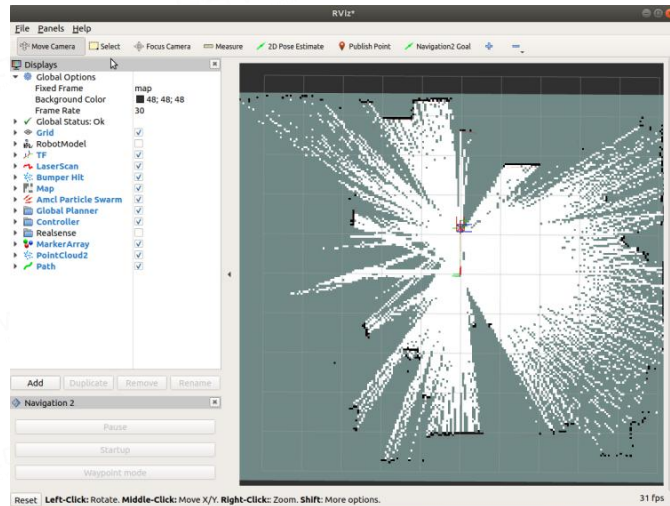 RViz*
File Panels Help
Move Camera Select Focus Camera Measure 2D Pose Estimate Publish Point Navigation2 Goal
Displays
Global Options
Fixed Frame map
Background Color 48; 48; 48
Frame Rate 30
Global Status: Ok
Grid
RobotModel
TF
LaserScan
Bumper Hit
Map
Amcl Particle Swarm
Global Planner
Controller
Realsense
MarkerArray
PointCloud2
Path
Add Duplicate Remove Rename
Navigation 2
Pause
Startup
Waypoint mode
Reset Left-Click: Rotate. Middle-Click: Move X/Y. Right-Click:: Zoom. Shift: More options. 31 fps